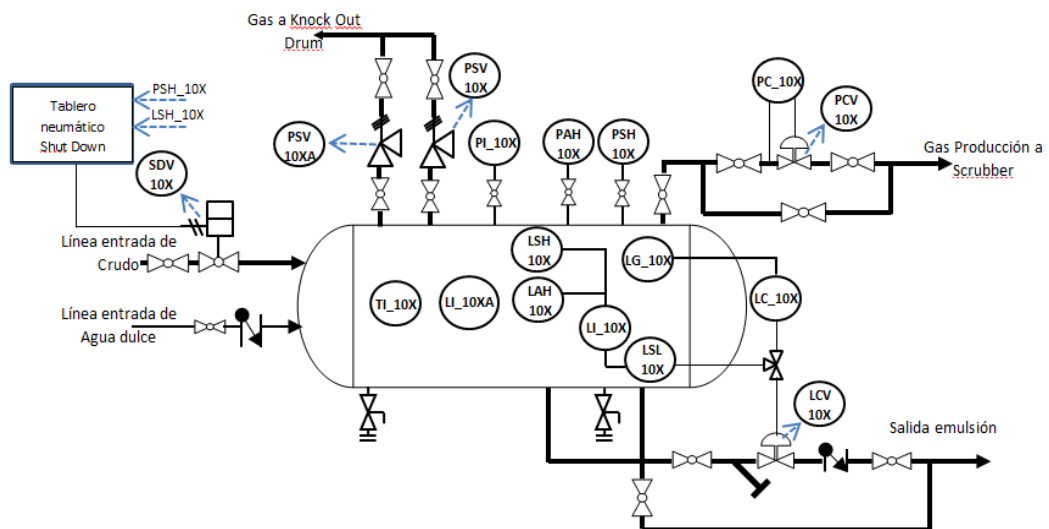 Gas a Knock Out
Drum
PSH_10X
LSH_10X
Tablero
neumático
Shut Down
SDV
10X
PSV
10XA
PSV
10X
PI_10X
PAH
10X
PSH
10X
PC_10X
PCV
10X
Gas Producción a
Scrubber
Línea entrada de
Crudo
Línea entrada de
Agua dulce
TI_10X
LI_10XA
LSH
10X
LAH
10X
LI_10X
LG_10X
LSL
10X
LC_10X
LCV
10X
Salida emulsión